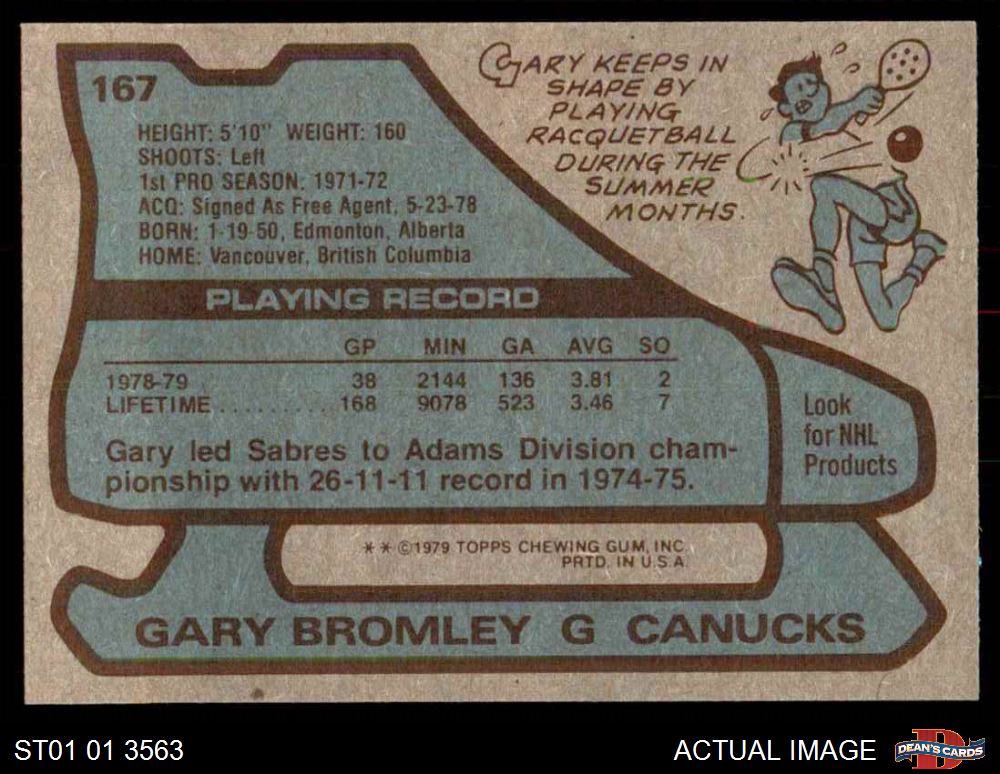 167
HEIGHT: 5'10" WEIGHT: 160
SHOOTS: Left
1st PRO SEASON: 1971-72
ACQ: Signed As Free Agent, 5-23-78
BORN: 1-19-50, Edmonton, Alberta
HOME: Vancouver, British Columbia
GARY KEEPS IN
SHAPE BY
PLAYING
RACQUETBALL
DURING THE
SUMMER
MONTHS.
PLAYING RECORD
GP MIN GA AVG SO
1978-79 38 2144 136 3.81 2
LIFETIME.......... 168 9078 523 3.46 7
Gary led Sabres to Adams Division cham-
pionship with 26-11-11 record in 1974-75.
Look
for NHL
Products
* * ©1979 TOPPS CHEWING GUM, INC.
PRTD. IN U.S.A.
GARY BROMLEY G CANUCKS
ST01 01 3563
ACTUAL IMAGE
D
DEAN'S CARDS